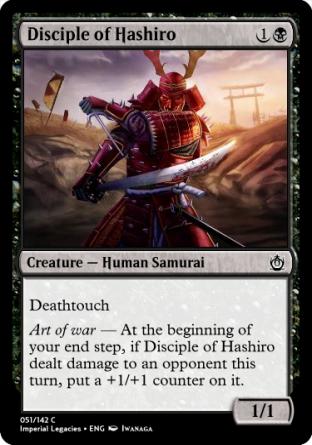 Disciple of Hashiro 1
Creature — Human Samurai
Deathtouch
Art of war — At the beginning of
your end step, if Disciple of Hashiro
dealt damage to an opponent this
turn, put a +1/+1 counter on it.
1/1
051/142 C
Imperial Legacies • ENG Iwanaga